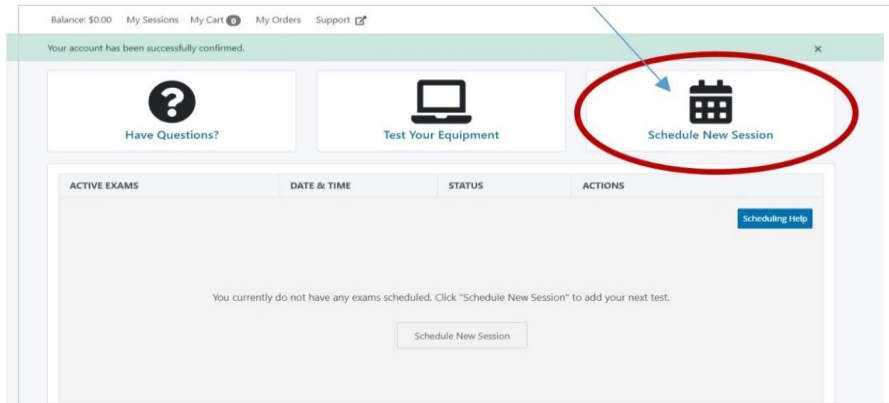 Balance: $0.00 My Sessions My Cart 0 My Orders Support
Your account has been successfully confirmed. ×
Have Questions?
Test Your Equipment
Schedule New Session
ACTIVE EXAMS DATE & TIME STATUS ACTIONS
Scheduling Help
You currently do not have any exams scheduled. Click "Schedule New Session" to add your next test.
Schedule New Session